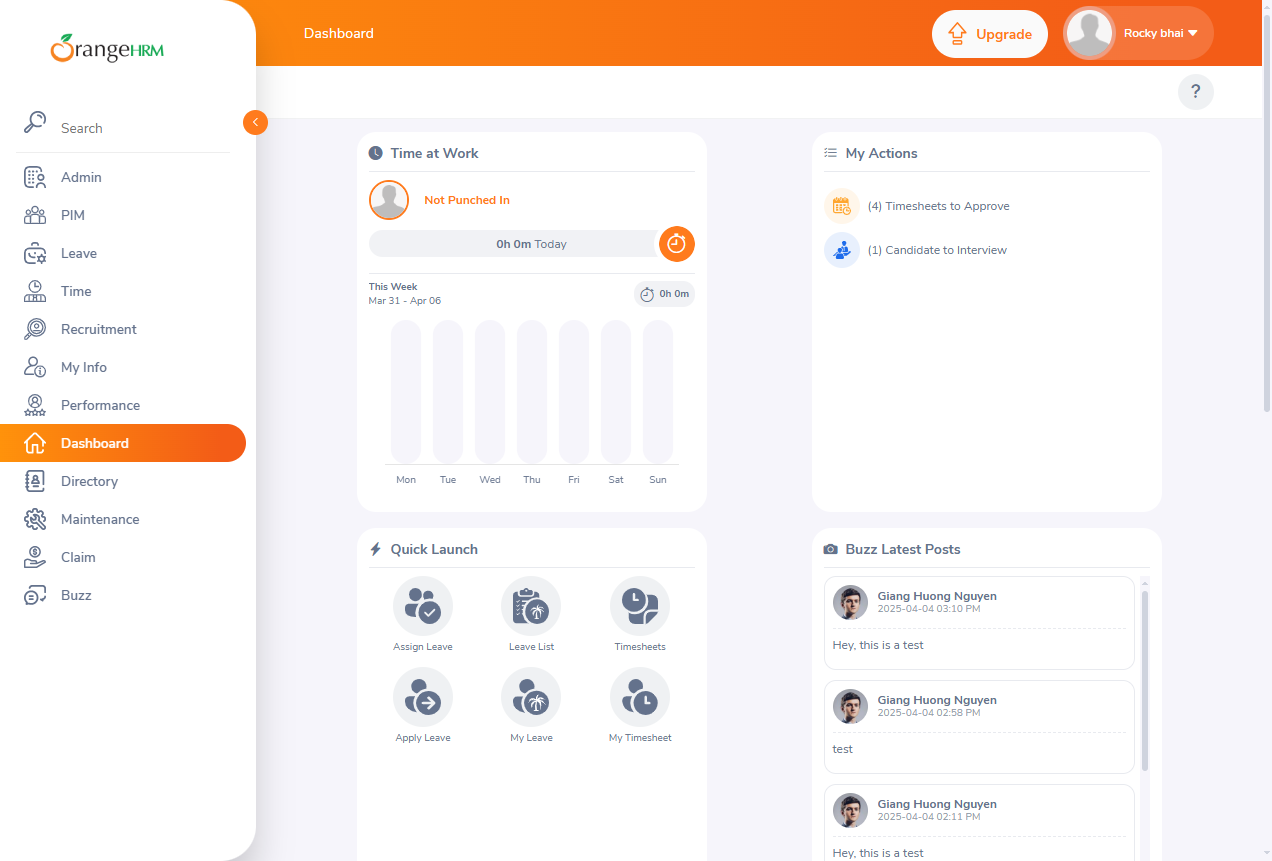 OrangeHRM
Dashboard
Upgrade
Rocky bhai
?
Search
Admin
PIM
Leave
Time
Recruitment
My Info
Performance
Dashboard
Directory
Maintenance
Claim
Buzz
Time at Work
Not Punched In
0h 0m Today
This Week
Mar 31 - Apr 06
0h 0m
Mon Tue Wed Thu Fri Sat Sun
My Actions
(4) Timesheets to Approve
(1) Candidate to Interview
Quick Launch
Assign Leave Leave List Timesheets
Apply Leave My Leave My Timesheet
Buzz Latest Posts
Giang Huong Nguyen
2025-04-04 03:10 PM
Hey, this is a test
Giang Huong Nguyen
2025-04-04 02:58 PM
test
Giang Huong Nguyen
2025-04-04 02:11 PM
Hey, this is a test